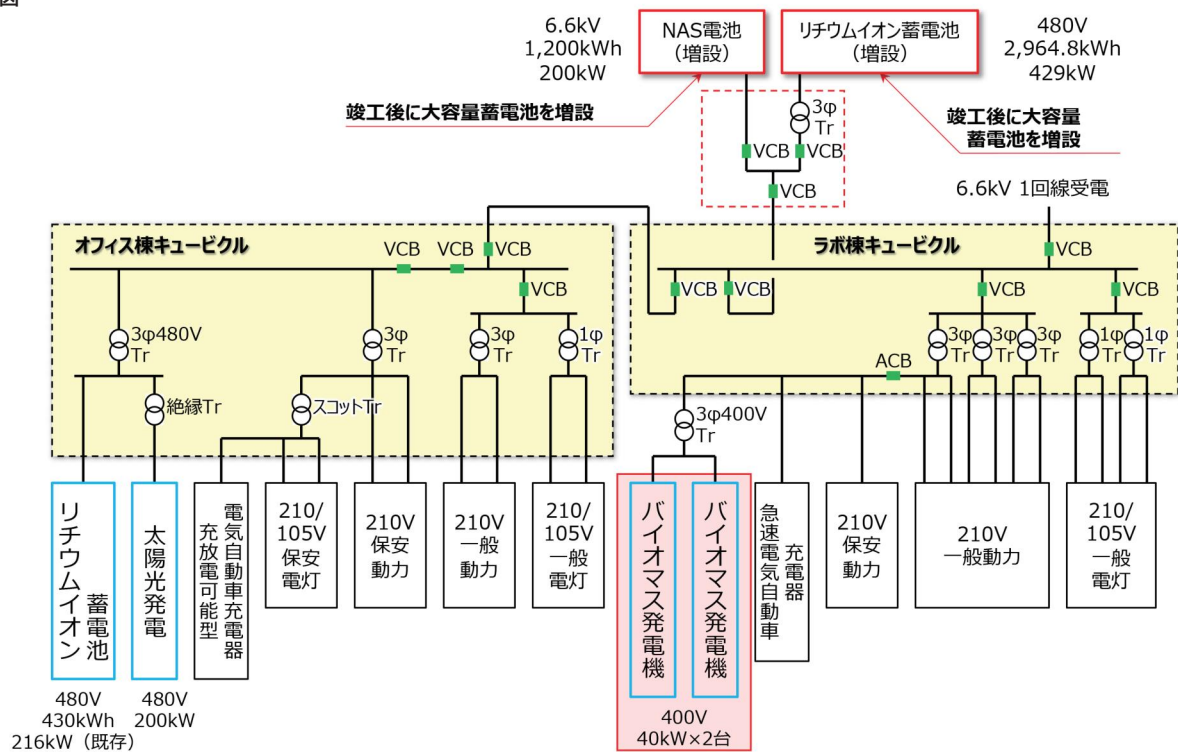 図
6.6kV
1,200kWh
200kW
NAS電池
（増設）
リチウムイオン蓄電池
（増設）
480V
2,964.8kWh
429kW
竣工後に大容量蓄電池を増設
竣工後に大容量
蓄電池を増設
3φ
Tr
VCB
VCB
VCB
6.6kV 1回線受電
オフィス棟キュービクル
VCB
VCB
VCB
VCB
3φ480V
Tr
3φ
Tr
3φ
Tr
1φ
Tr
絶縁Tr
スコットTr
ラボ棟キュービクル
VCB
VCB
VCB
VCB
VCB
3φ
Tr
3φ
Tr
3φ
Tr
1φ
Tr
1φ
Tr
ACB
3φ400V
Tr
リチウムイオン
蓄電池
太陽光発電
電気自動車充電器
充放電可能型
210/
105V
保安
電灯
210V
保安
動力
210V
一般
動力
210/
105V
一般
電灯
バイオマス発電機
バイオマス発電機
充電器
急速電気自動車
210V
保安
動力
210V
一般動力
210/
105V
一般
電灯
480V
430kWh
216kW（既存）
480V
200kW
400V
40kW×2台